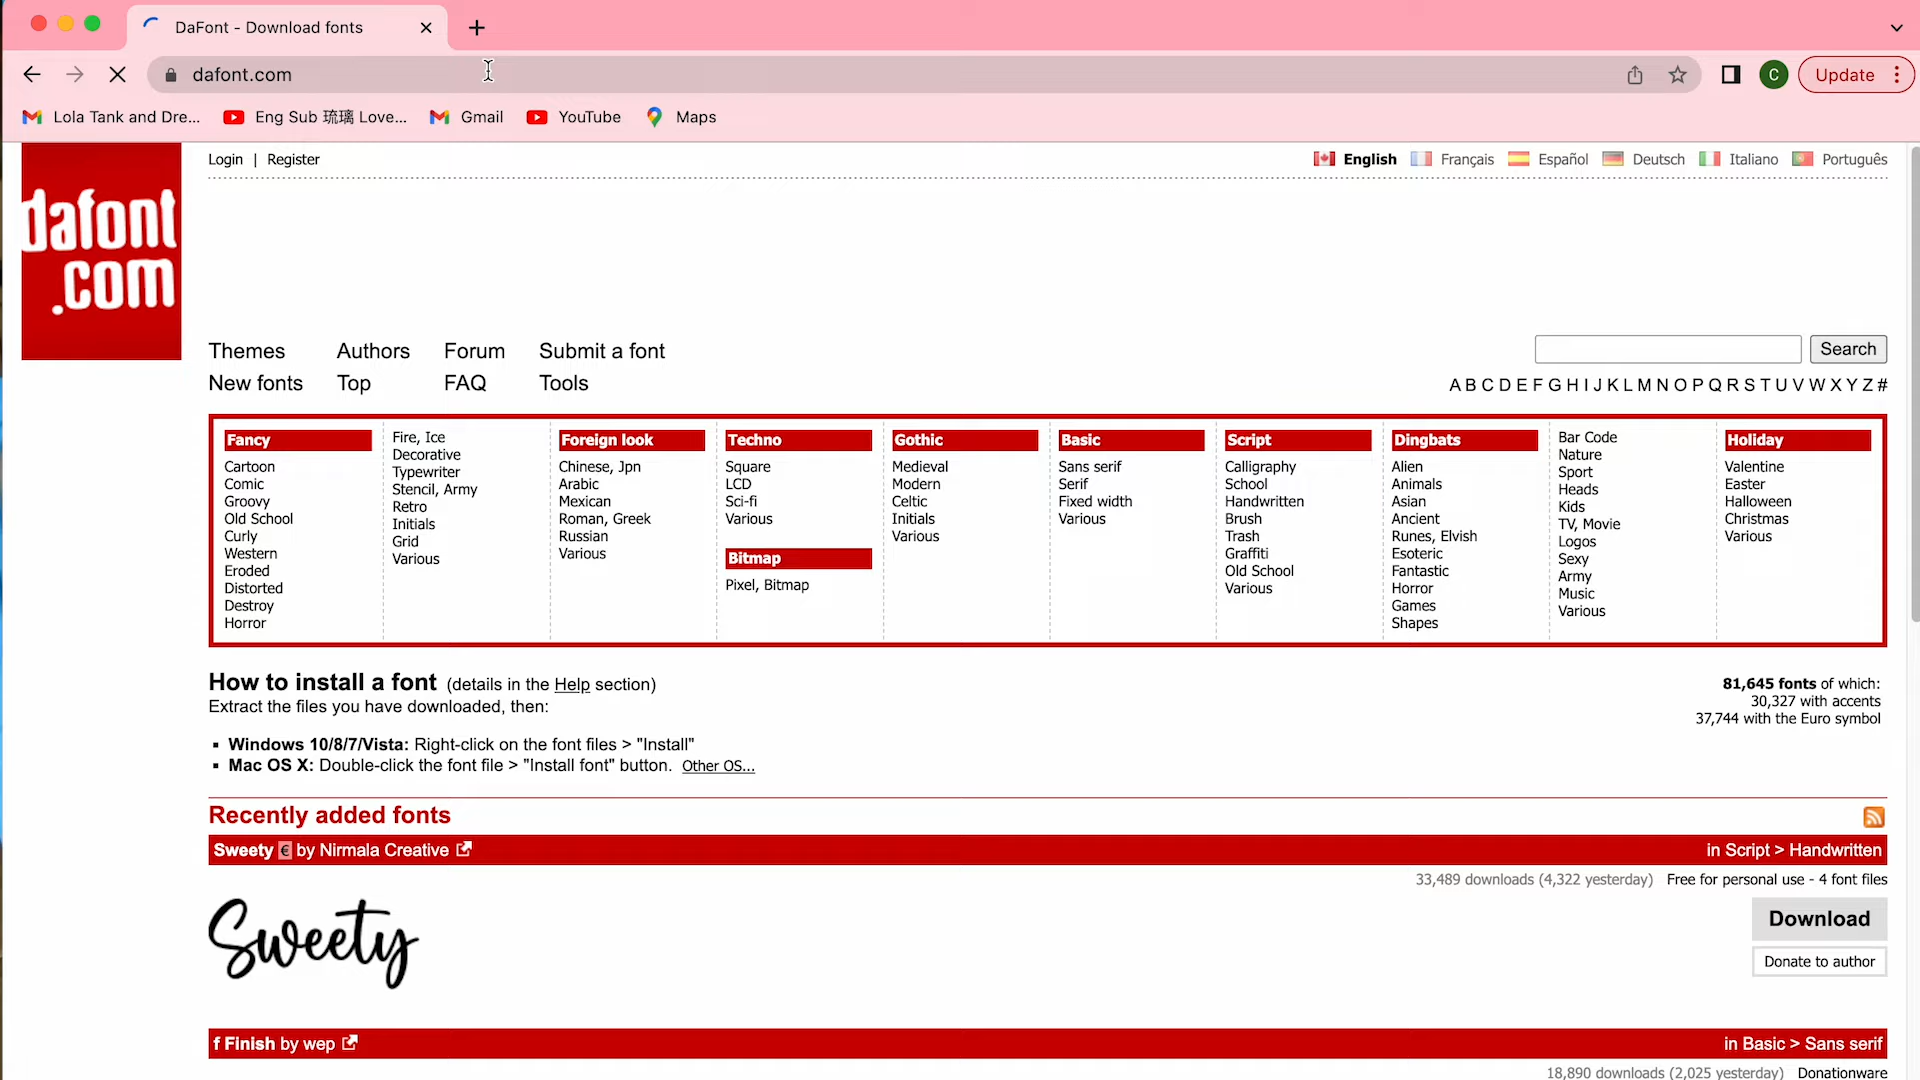 DaFont - Download fonts
dafont.com
C
Update
Lola Tank and Dre...
Eng Sub 琉璃 Love...
Gmail
YouTube
Maps
dafont
.com
Login | Register
English
Français
Español
Deutsch
Italiano
Português
Themes Authors Forum Submit a font
New fonts Top FAQ Tools
Search
A B C D E F G H I J K L M N O P Q R S T U V W X Y Z #
Fancy
Cartoon
Comic
Groovy
Old School
Curly
Western
Eroded
Distorted
Destroy
Horror
Fire, Ice
Decorative
Typewriter
Stencil, Army
Retro
Initials
Grid
Various
Foreign look
Chinese, Jpn
Arabic
Mexican
Roman, Greek
Russian
Various
Techno
Square
LCD
Sci-fi
Various
Bitmap
Pixel, Bitmap
Gothic
Medieval
Modern
Celtic
Initials
Various
Basic
Sans serif
Serif
Fixed width
Various
Script
Calligraphy
School
Handwritten
Brush
Trash
Graffiti
Old School
Various
Dingbats
Alien
Animals
Asian
Ancient
Runes, Elvish
Esoteric
Fantastic
Horror
Games
Shapes
Bar Code
Nature
Sport
Heads
Kids
TV, Movie
Logos
Sexy
Army
Music
Various
Holiday
Valentine
Easter
Halloween
Christmas
Various
How to install a font (details in the Help section)
Extract the files you have downloaded, then:
▪ Windows 10/8/7/Vista: Right-click on the font files > "Install"
▪ Mac OS X: Double-click the font file > "Install font" button. Other OS...
81,645 fonts of which:
30,327 with accents
37,744 with the Euro symbol
Recently added fonts
Sweety € by Nirmala Creative
in Script > Handwritten
33,489 downloads (4,322 yesterday) Free for personal use - 4 font files
Sweety
Download
Donate to author
f Finish by wep
in Basic > Sans serif
18,890 downloads (2,025 yesterday) Donationware